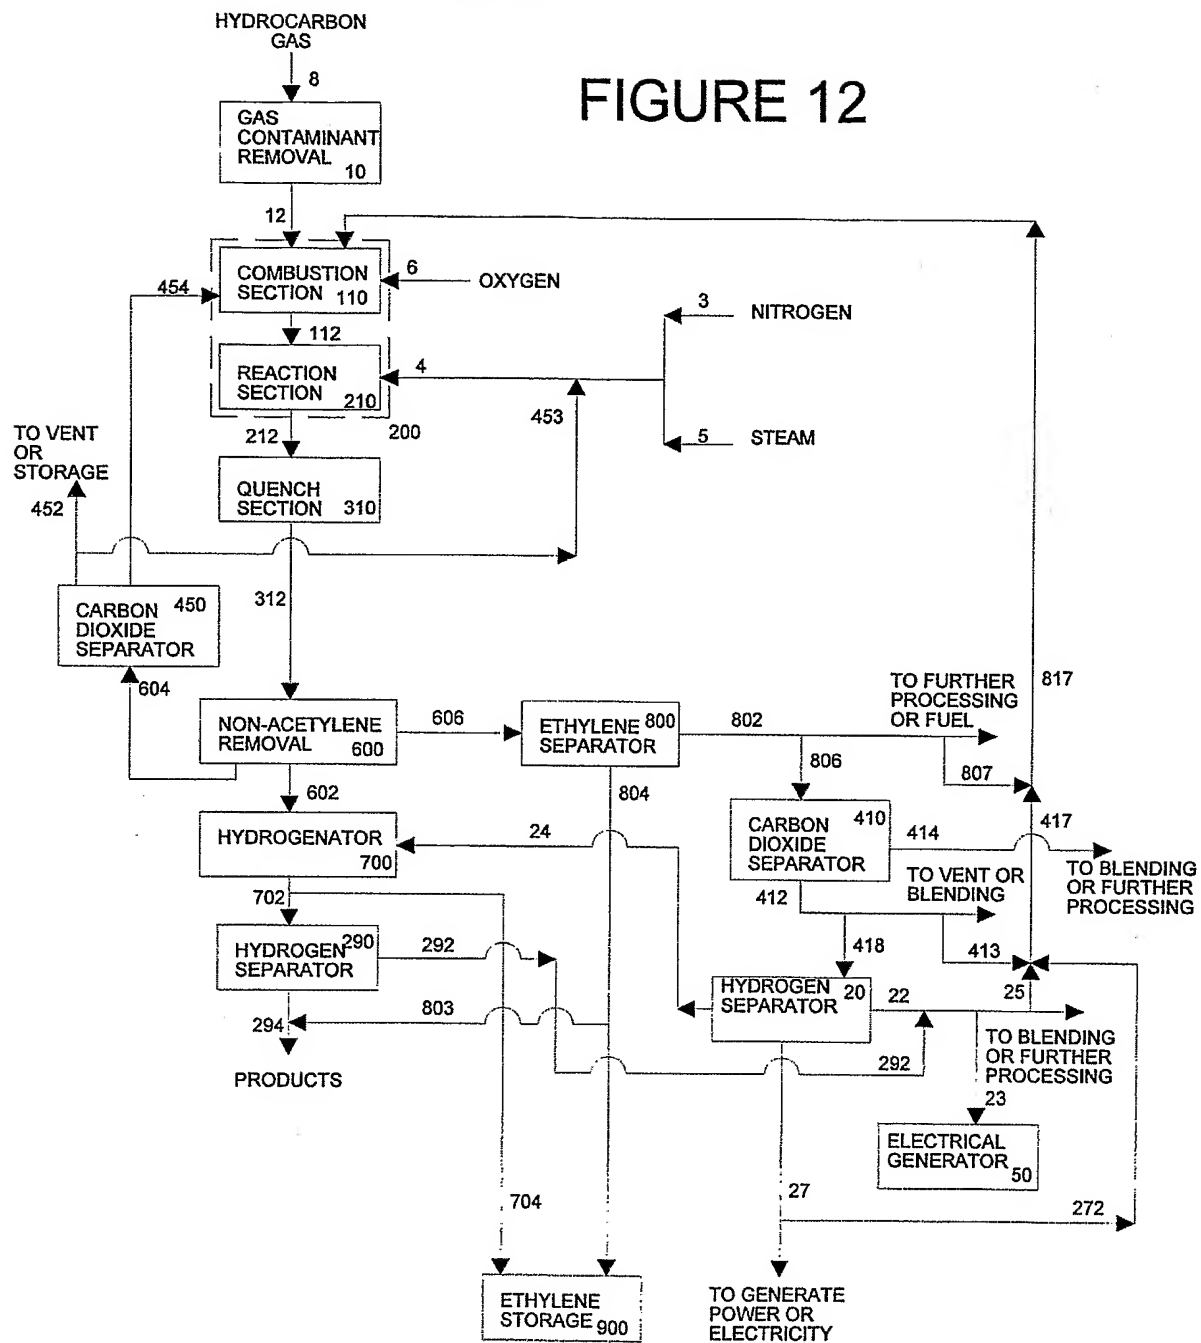 HYDROCARBON
GAS
8
FIGURE 12
GAS
CONTAMINANT
REMOVAL
10
12
COMBUSTION
SECTION
110
6
OXYGEN
454
3
NITROGEN
112
REACTION
SECTION
210
4
453
200
212
5
STEAM
TO VENT
OR
STORAGE
452
QUENCH
SECTION
310
312
CARBON
DIOXIDE
SEPARATOR
450
604
817
TO FURTHER
PROCESSING
OR FUEL
NON-ACETYLENE
REMOVAL
600
606
ETHYLENE
SEPARATOR
800
802
806
807
602
804
HYDROGENATOR
700
24
CARBON
DIOXIDE
SEPARATOR
410
414
417
TO BLENDING
OR FURTHER
PROCESSING
412
TO VENT OR
BLENDING
702
HYDROGEN
SEPARATOR
290
292
418
413
HYDROGEN
SEPARATOR
20
22
25
294
803
TO BLENDING
OR FURTHER
PROCESSING
292
PRODUCTS
23
ELECTRICAL
GENERATOR
50
704
27
272
ETHYLENE
STORAGE
900
TO GENERATE
POWER OR
ELECTRICITY